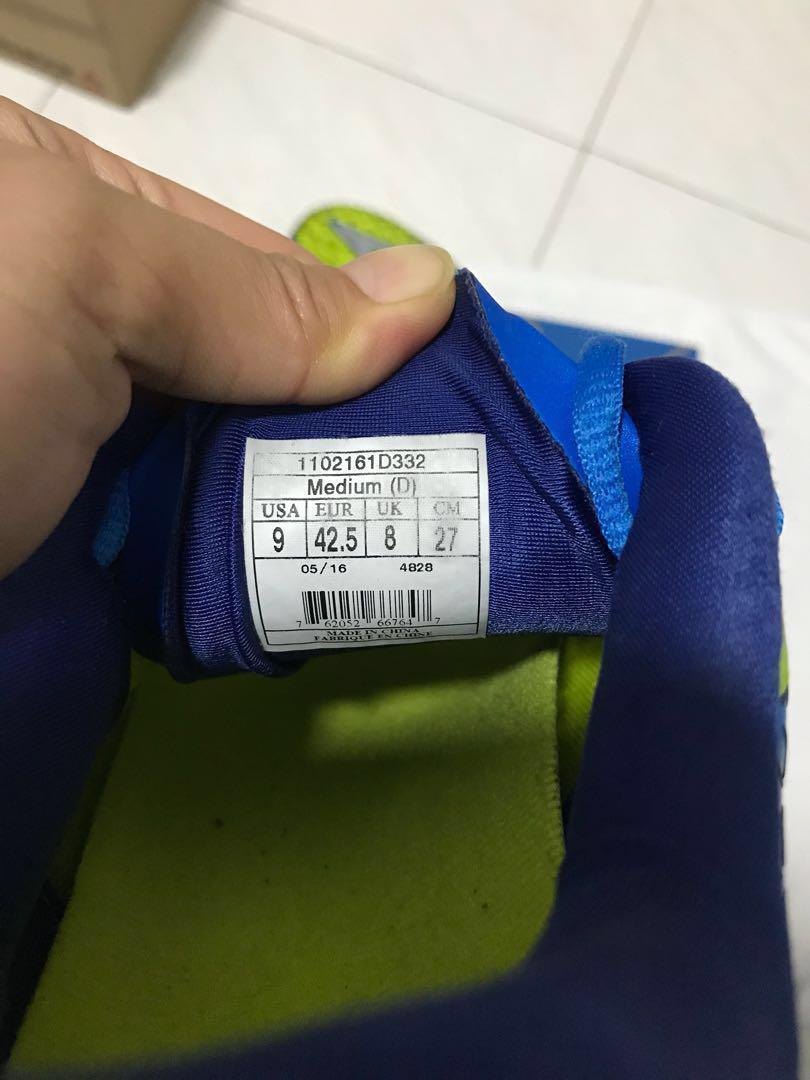 1102161D332
Medium (D)
USA EUR UK CM
9 42.5 8 27
05/16 4828
7 62052 66764 7
MADE IN CHINA
FABRIQUE EN CHINE